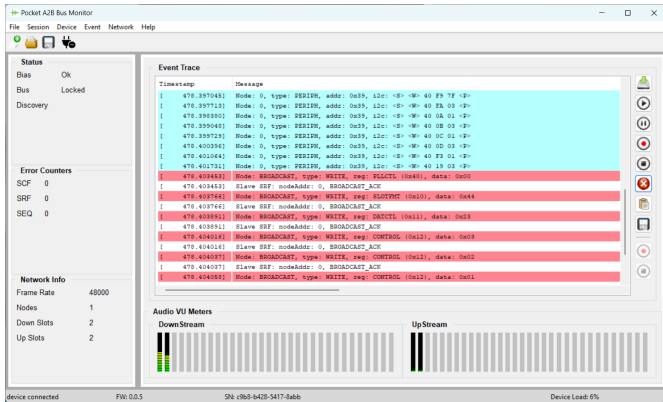 Pocket A2B Bus Monitor
File Session Device Event Network Help
Status
Bias Ok
Bus Locked
Discovery
Error Counters
SCF 0
SRF 0
SEQ 0
Network Info
Frame Rate 48000
Nodes 1
Down Slots 2
Up Slots 2
Event Trace
Timestamp Message
[ 478.397045] Node: 0, type: PERIPH, addr: 0x39, i2c: <S> <W> 40 F9 7F <P>
[ 478.397713] Node: 0, type: PERIPH, addr: 0x39, i2c: <S> <W> 40 FA 03 <P>
[ 478.398380] Node: 0, type: PERIPH, addr: 0x39, i2c: <S> <W> 40 0A 01 <P>
[ 478.399048] Node: 0, type: PERIPH, addr: 0x39, i2c: <S> <W> 40 0B 03 <P>
[ 478.399729] Node: 0, type: PERIPH, addr: 0x39, i2c: <S> <W> 40 0C 01 <P>
[ 478.400396] Node: 0, type: PERIPH, addr: 0x39, i2c: <S> <W> 40 0D 03 <P>
[ 478.401064] Node: 0, type: PERIPH, addr: 0x39, i2c: <S> <W> 40 F3 01 <P>
[ 478.401731] Node: 0, type: PERIPH, addr: 0x39, i2c: <S> <W> 40 19 03 <P>
[ 478.403453] Node: BROADCAST, type: WRITE, reg: PLLCTL (0x40), data: 0x00
[ 478.403453] Slave SRF: nodeAddr: 0, BROADCAST_ACK
[ 478.403766] Node: BROADCAST, type: WRITE, reg: SLOTFMT (0x10), data: 0x44
[ 478.403766] Slave SRF: nodeAddr: 0, BROADCAST_ACK
[ 478.403891] Node: BROADCAST, type: WRITE, reg: DATCTL (0x11), data: 0x23
[ 478.403891] Slave SRF: nodeAddr: 0, BROADCAST_ACK
[ 478.404016] Node: BROADCAST, type: WRITE, reg: CONTROL (0x12), data: 0x03
[ 478.404016] Slave SRF: nodeAddr: 0, BROADCAST_ACK
[ 478.404037] Node: BROADCAST, type: WRITE, reg: CONTROL (0x12), data: 0x02
[ 478.404037] Slave SRF: nodeAddr: 0, BROADCAST_ACK
[ 478.404058] Node: BROADCAST, type: WRITE, reg: CONTROL (0x12), data: 0x01
Audio VU Meters
DownStream UpStream
device connected FW: 0.0.5 SN: c9b8-b428-5417-8abb Device Load: 6%